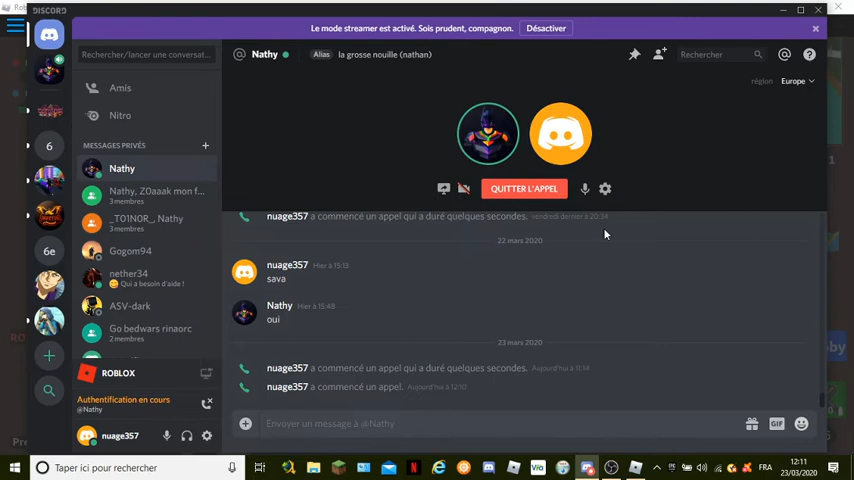 DISCORD
Le mode streamer est activé. Sois prudent, compagnon.
Désactiver
Rechercher/lancer une conversat...
Nathy
Alias
la grosse nouille (nathan)
Rechercher
région
Europe
Amis
Nitro
MESSAGES PRIVÉS
Nathy
Nathy, Z0aaak mon f...
3 membres
_TO1NOR_, Nathy
3 membres
Gogom94
nether34
Qui a besoin d'aide !
ASV-dark
Go bedwars rinaorc
2 membres
6
6e
ROBLOX
Authentification en cours
@Nathy
nuage357
QUITTER L'APPEL
nuage357 a commencé un appel qui a duré quelques secondes. vendredi dernier à 20:34
22 mars 2020
nuage357 Hier à 15:13
sava
Nathy Hier à 15:48
oui
23 mars 2020
nuage357 a commencé un appel qui a duré quelques secondes. Aujourd'hui à 11:14
nuage357 a commencé un appel. Aujourd'hui à 12:10
Envoyer un message à @Nathy
GIF
Taper ici pour rechercher
FRA
12:11
23/03/2020